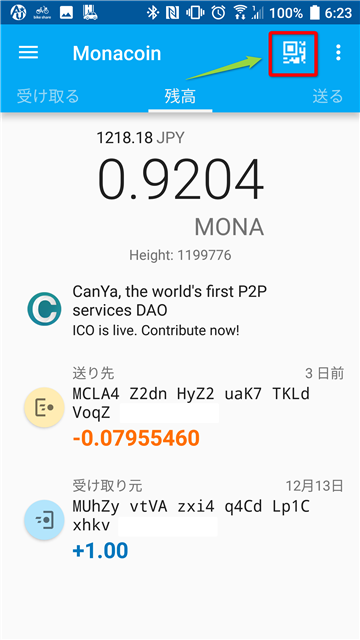 bike share
100% 6:23
Monacoin
受け取る 残高 送る
1218.18 JPY
0.9204
MONA
Height: 1199776
CanYa, the world's first P2P
services DAO
ICO is live. Contribute now!
送り先 3 日前
MCLA4 Z2dn HyZ2 uaK7 TKLd
VoqZ
-0.07955460
受け取り元 12月13日
MUhZy vtVA zxi4 q4Cd Lp1C
xhkv
+1.00